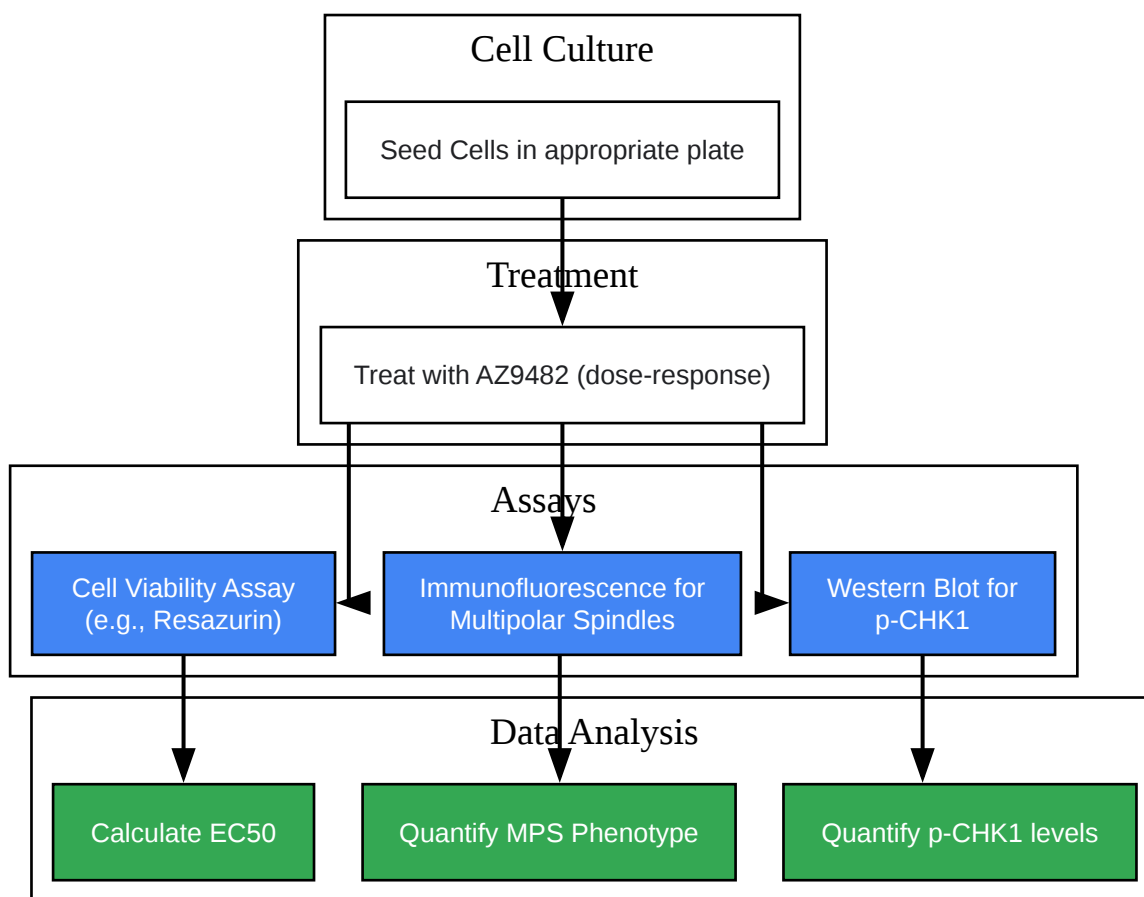 Cell Culture
Seed Cells in appropriate plate
Treatment
Treat with AZ9482 (dose-response)
Assays
Cell Viability Assay
(e.g., Resazurin)
Immunofluorescence for
Multipolar Spindles
Western Blot for
p-CHK1
Data Analysis
Calculate EC50
Quantify MPS Phenotype
Quantify p-CHK1 levels